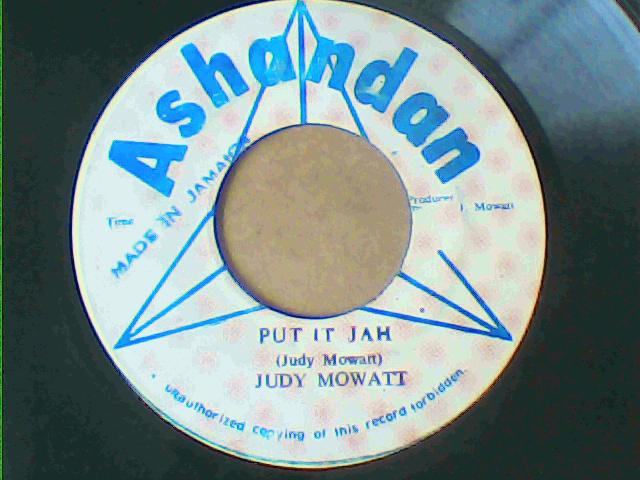 Ashandan
MADE IN JAMAICA
Time
Producer
J. Mowatt
PUT IT JAH
(Judy Mowatt)
JUDY MOWATT
unauthorized copying of this record forbidden.